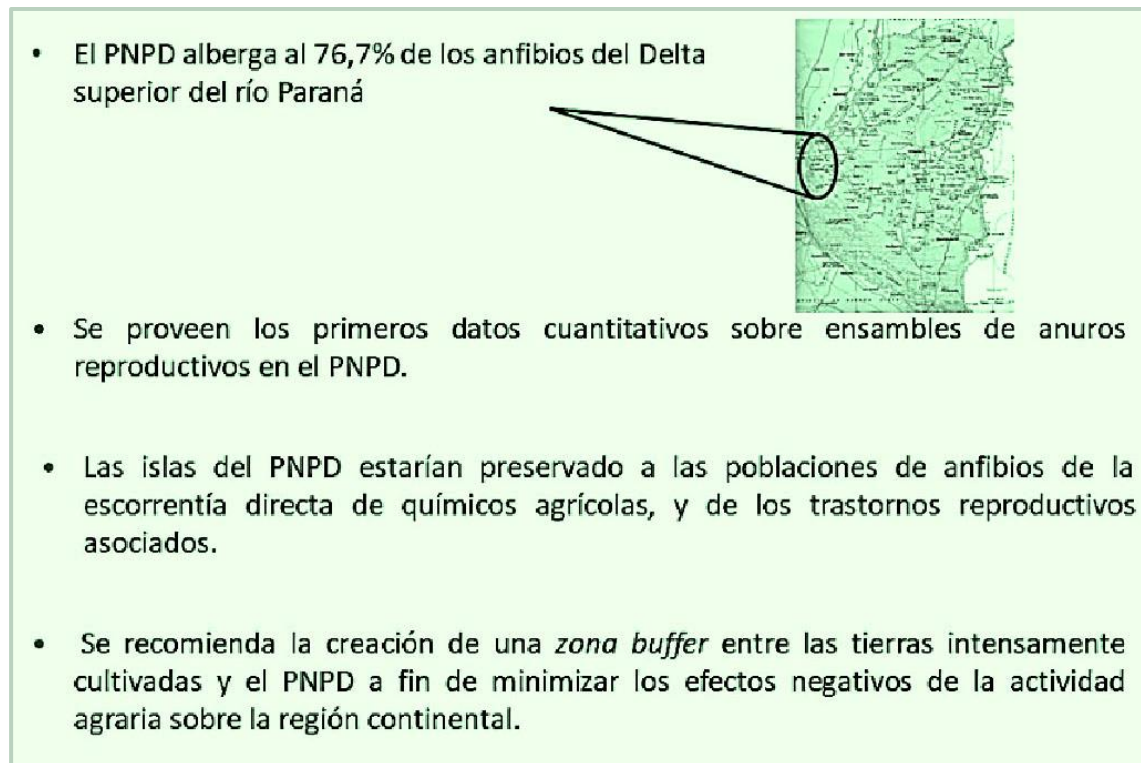 • El PNPD alberga al 76,7% de los anfibios del Delta
superior del río Paraná
• Se proveen los primeros datos cuantitativos sobre ensambles de anuros
reproductivos en el PNPD.
• Las islas del PNPD estarían preservado a las poblaciones de anfibios de la
escorrentía directa de químicos agrícolas, y de los trastornos reproductivos
asociados.
• Se recomienda la creación de una zona buffer entre las tierras intensamente
cultivadas y el PNPD a fin de minimizar los efectos negativos de la actividad
agraria sobre la región continental.